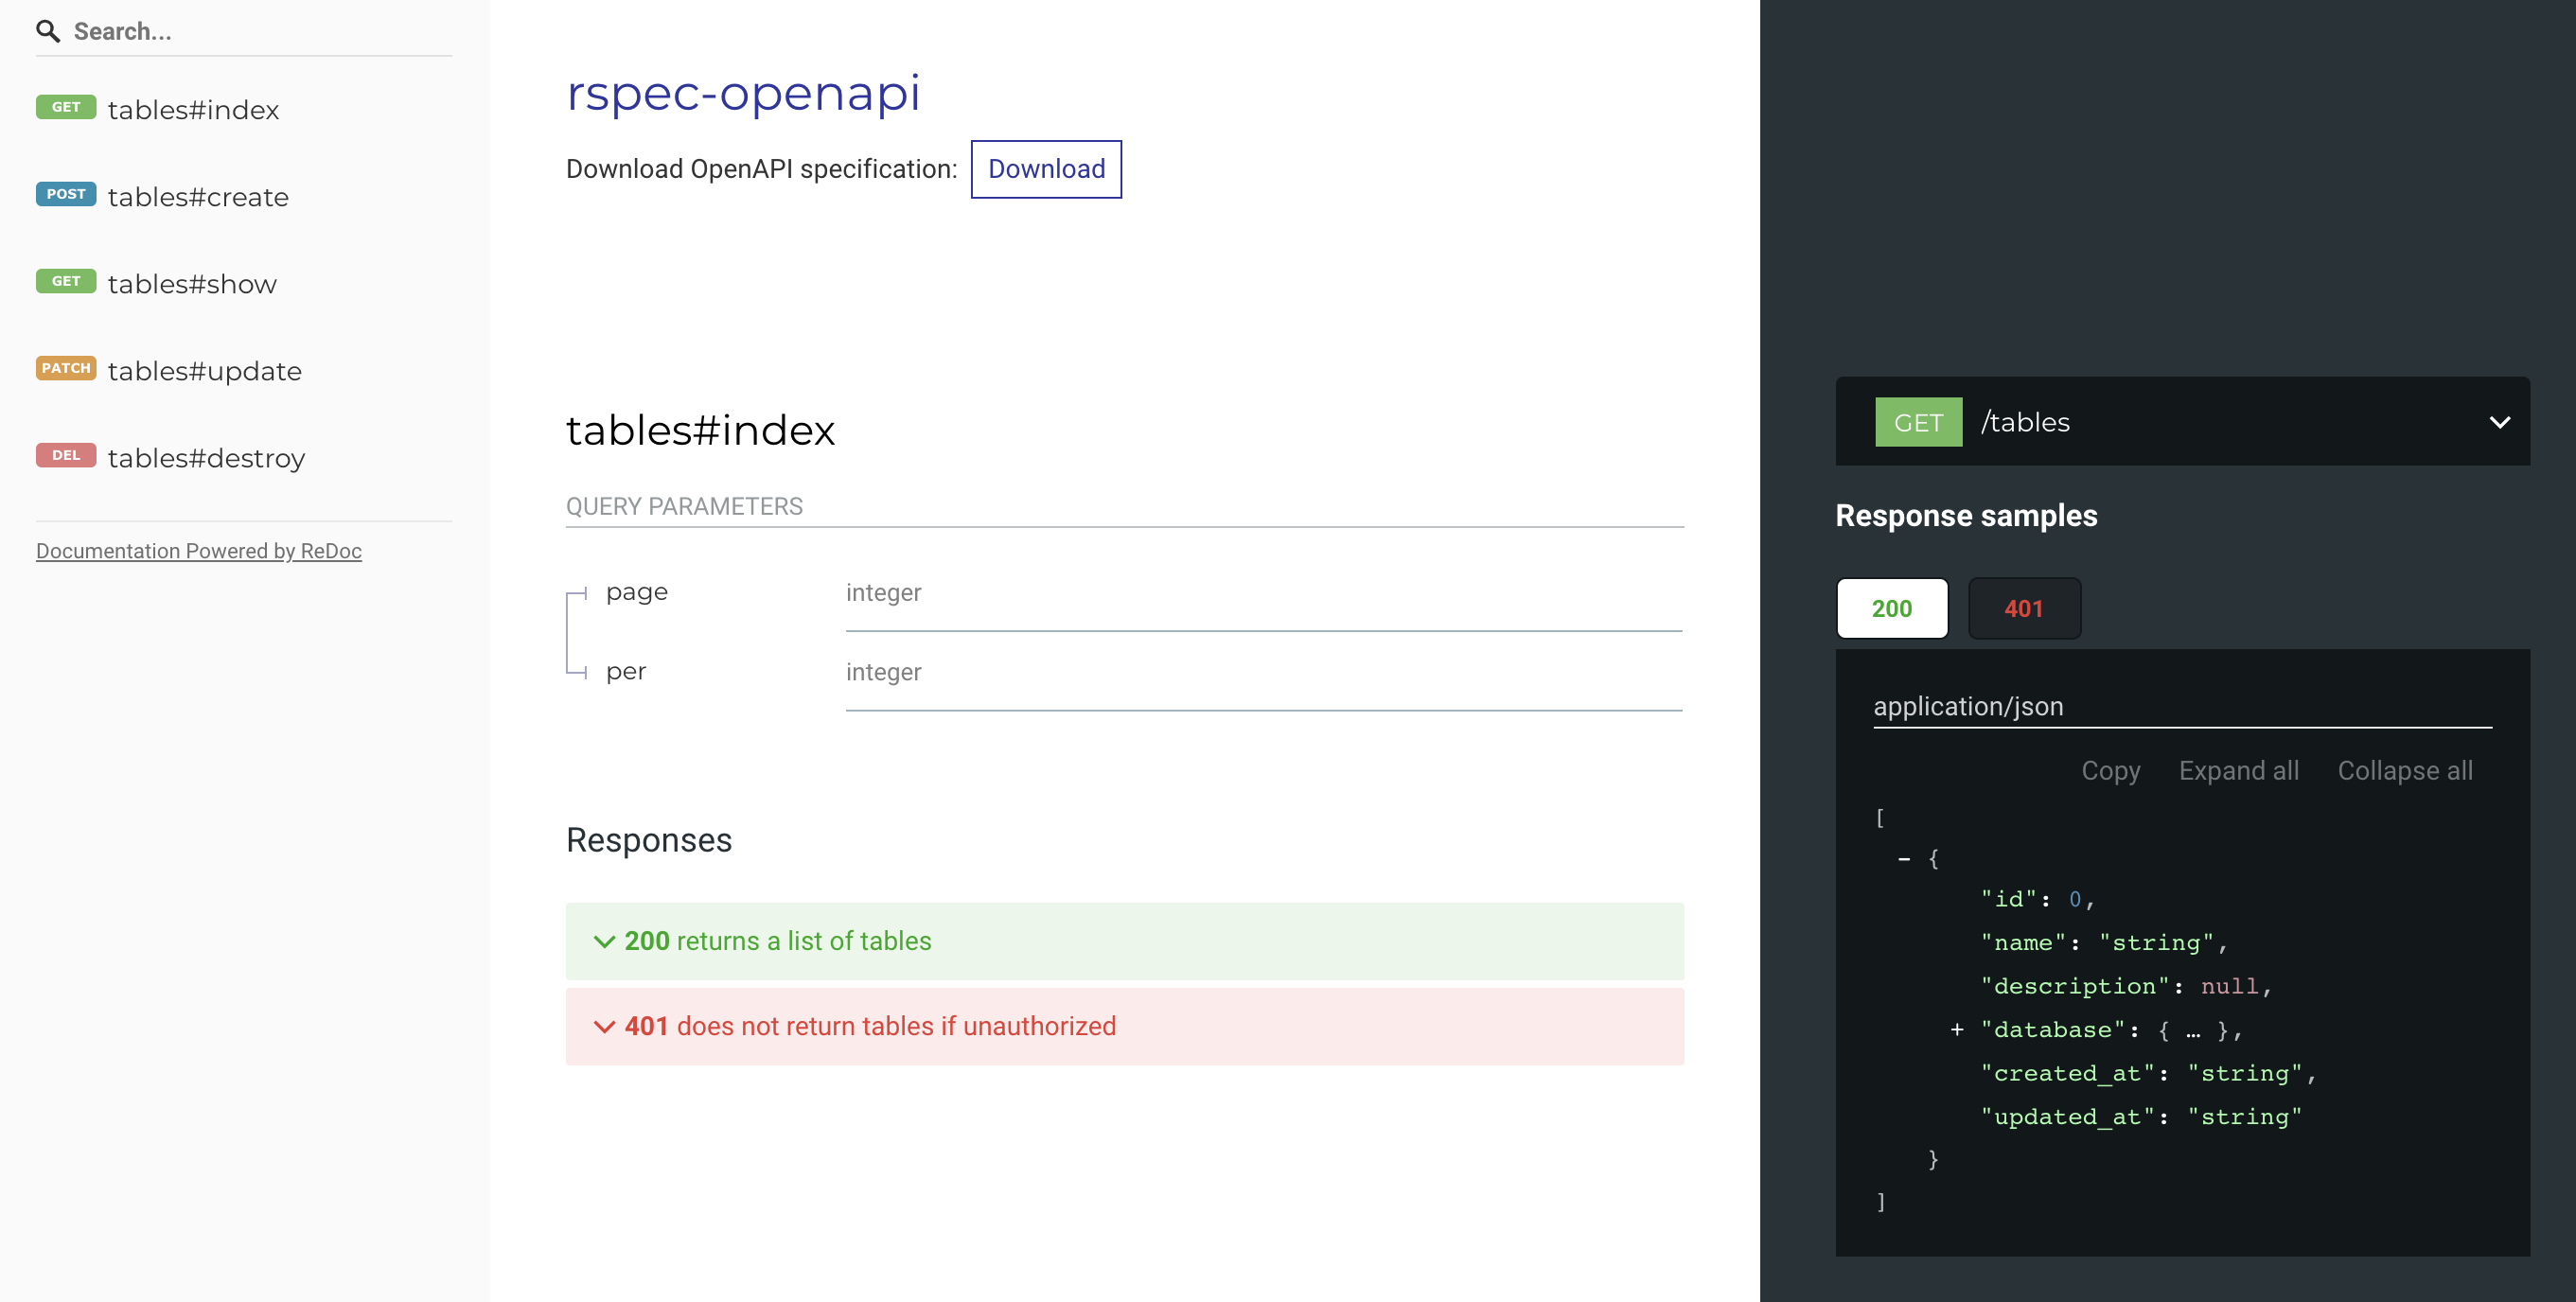 Search...
GET tables#index
POST tables#create
GET tables#show
PATCH tables#update
DEL tables#destroy
Documentation Powered by ReDoc
rspec-openapi
Download OpenAPI specification: Download
tables#index
QUERY PARAMETERS
page integer
per integer
Responses
200 returns a list of tables
401 does not return tables if unauthorized
GET /tables
Response samples
200 401
application/json
Copy Expand all Collapse all
[
- {
"id": 0,
"name": "string",
"description": null,
+ "database": { … },
"created_at": "string",
"updated_at": "string"
}
]